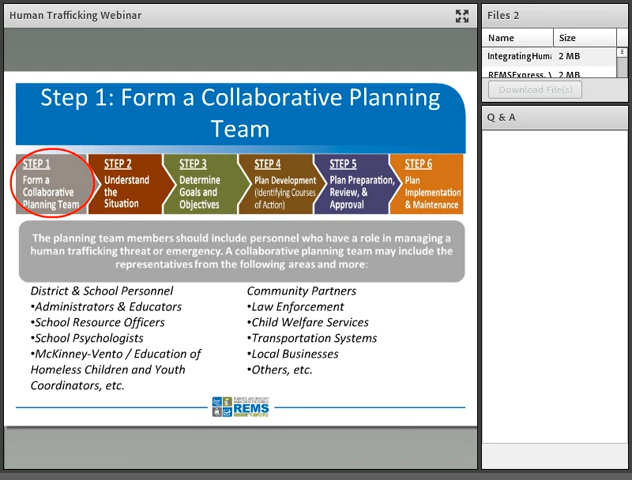 Human Trafficking Webinar
Step 1: Form a Collaborative Planning
Team
STEP 1
Form a
Collaborative
Planning Team
STEP 2
Understand
the
Situation
STEP 3
Determine
Goals and
Objectives
STEP 4
Plan Development
(Identifying Courses
of Action)
STEP 5
Plan Preparation,
Review, &
Approval
STEP 6
Plan
Implementation
& Maintenance
The planning team members should include personnel who have a role in managing a
human trafficking threat or emergency. A collaborative planning team may include the
representatives from the following areas and more:
District & School Personnel
•Administrators & Educators
•School Resource Officers
•School Psychologists
•McKinney-Vento / Education of
Homeless Children and Youth
Coordinators, etc.
Community Partners
•Law Enforcement
•Child Welfare Services
•Transportation Systems
•Local Businesses
•Others, etc.
REMS
Files 2
Name Size
IntegratingHum 2 MB
REMSExpress. 2 MB
Download File(s)
Q & A